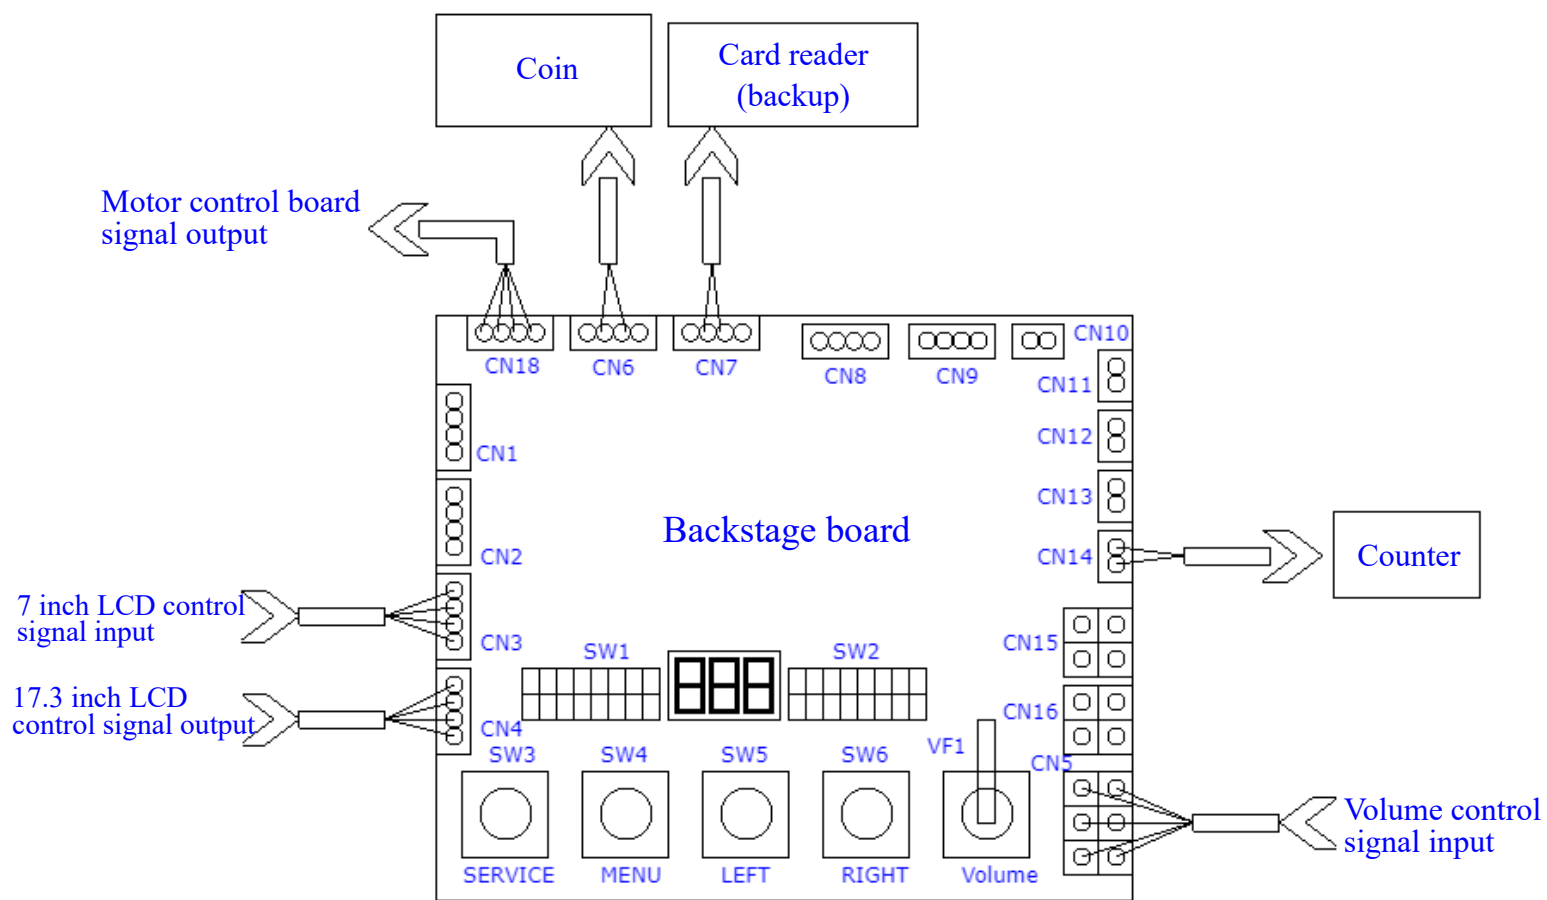 Coin
Card reader
(backup)
Motor control board
signal output
CN18
CN6
CN7
CN8
CN9
CN10
CN11
CN1
CN12
CN2
CN13
Backstage board
CN14
Counter
7 inch LCD control
signal input
CN3
SW1
SW2
CN15
17.3 inch LCD
control signal output
CN4
CN16
SW3
SW4
SW5
SW6
VF1
CN5
Volume control
signal input
SERVICE
MENU
LEFT
RIGHT
Volume